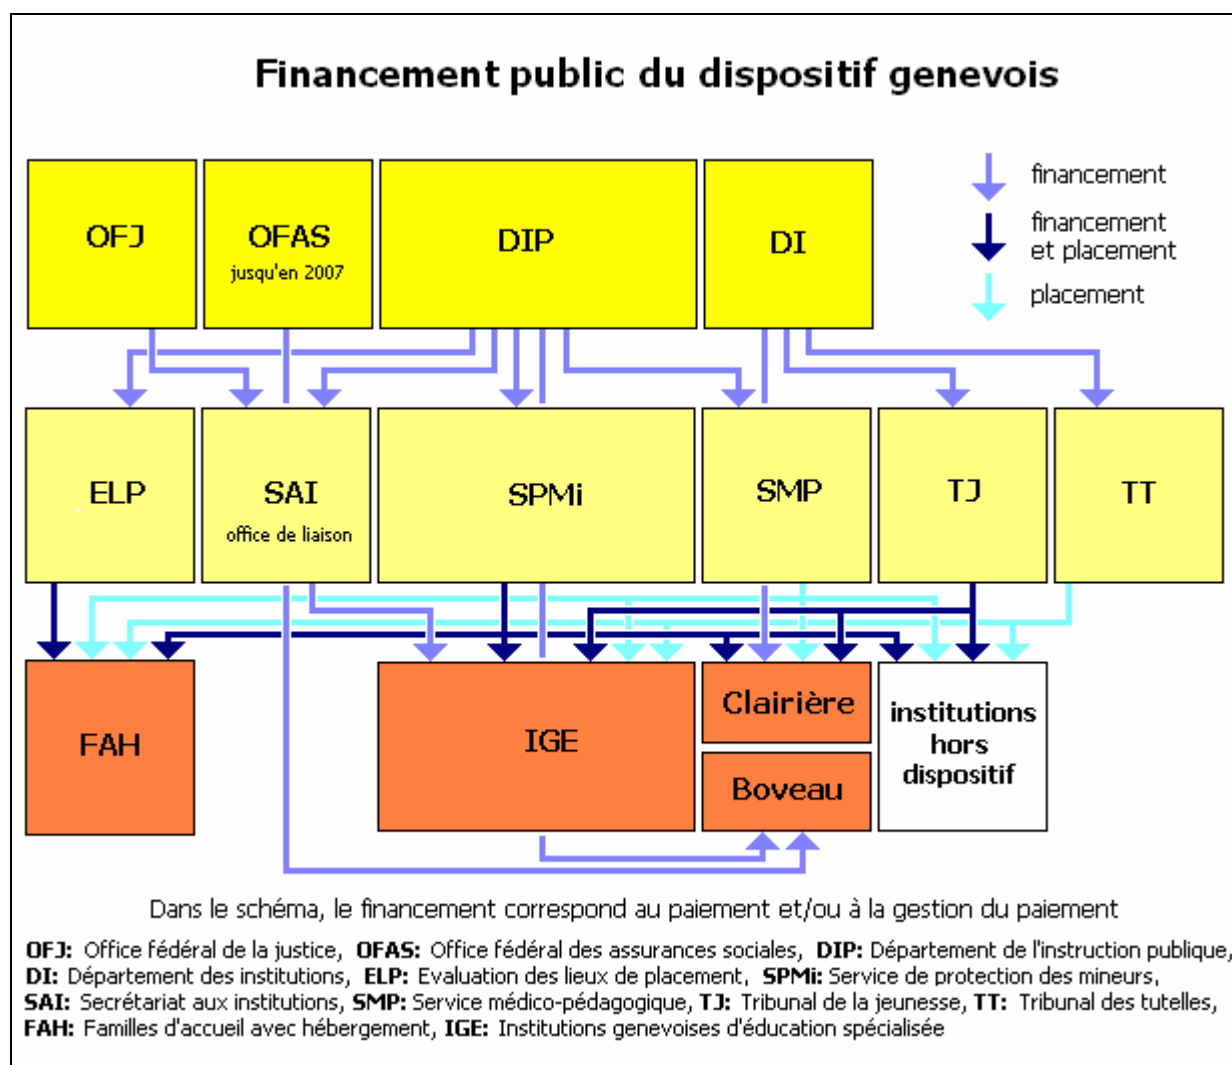 Financement public du dispositif genevois
OFJ
OFAS
jusqu'en 2007
DIP
DI
financement
financement
et placement
placement
ELP
SAI
office de liaison
SPMi
SMP
TJ
TT
FAH
IGE
Clairière
Boveau
institutions
hors
dispositif
Dans le schéma, le financement correspond au paiement et/ou à la gestion du paiement
OFJ: Office fédéral de la justice, OFAS: Office fédéral des assurances sociales, DIP: Département de l'instruction publique,
DI: Département des institutions, ELP: Evaluation des lieux de placement, SPMi: Service de protection des mineurs,
SAI: Secrétariat aux institutions, SMP: Service médico-pédagogique, TJ: Tribunal de la jeunesse, TT: Tribunal des tutelles,
FAH: Familles d'accueil avec hébergement, IGE: Institutions genevoises d'éducation spécialisée